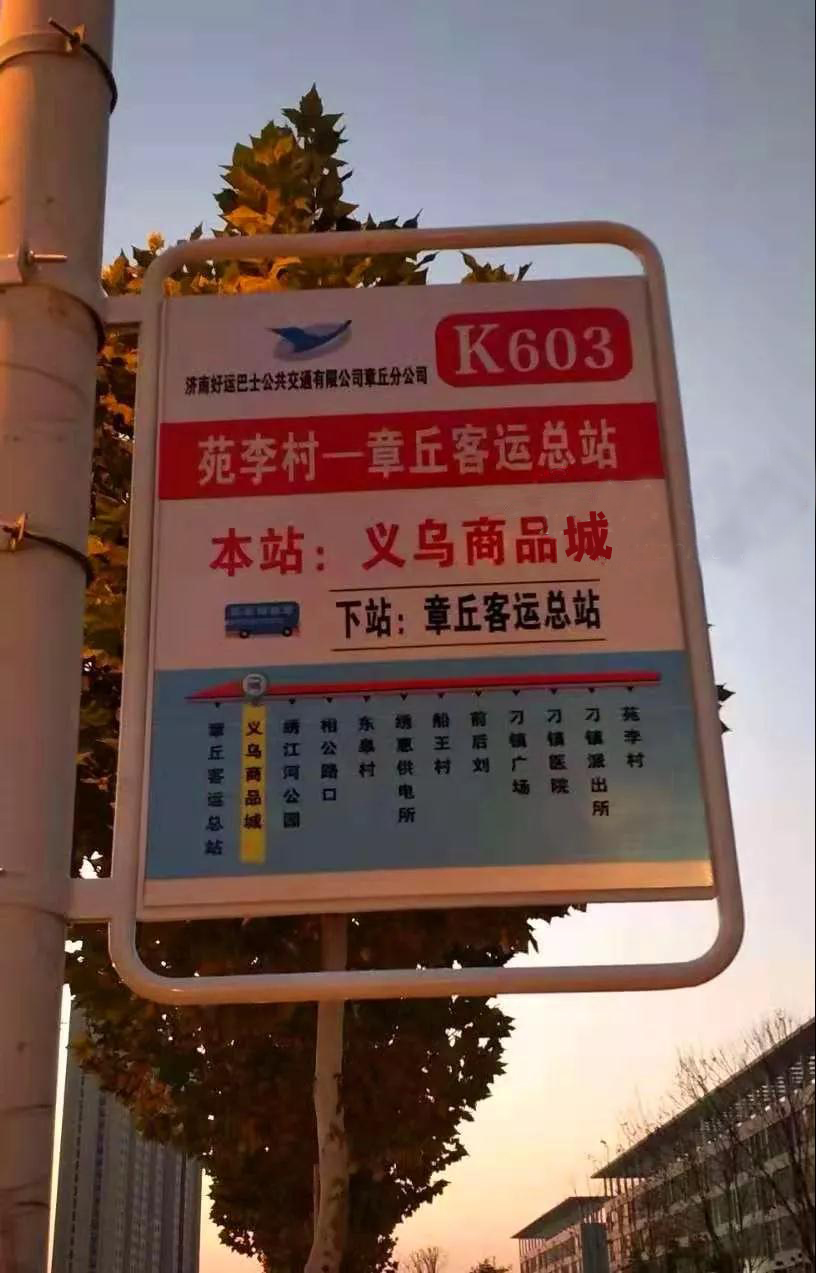 K603
济南好运巴士公共交通有限公司章丘分公司
苑李村—章丘客运总站
本站：义乌商品城
下站：章丘客运总站
章丘客运总站
义乌商品城
绣江河公园
相公路口
东皋村
绣惠供电所
船王村
前后刘
刁镇广场
刁镇医院
刁镇派出所
苑李村